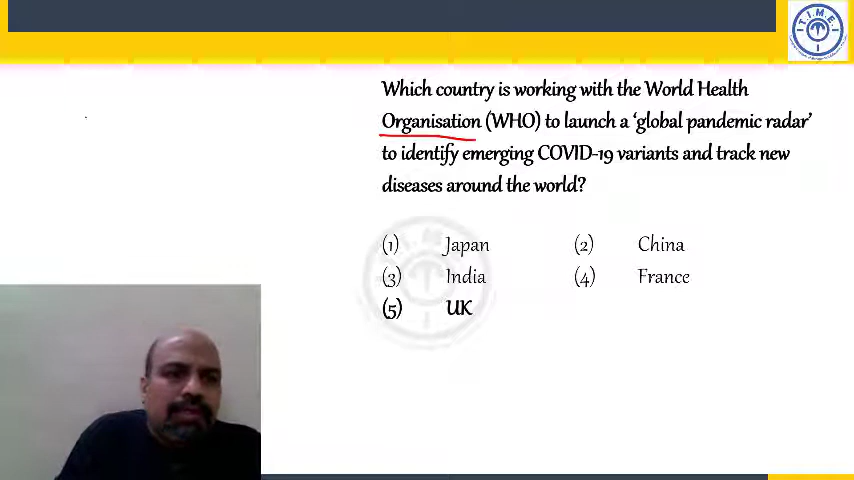 T.I.M.E.
Which country is working with the World Health
Organisation (WHO) to launch a ‘global pandemic radar’
to identify emerging COVID-19 variants and track new
diseases around the world?
(1) Japan (2) China
(3) India (4) France
(5) UK